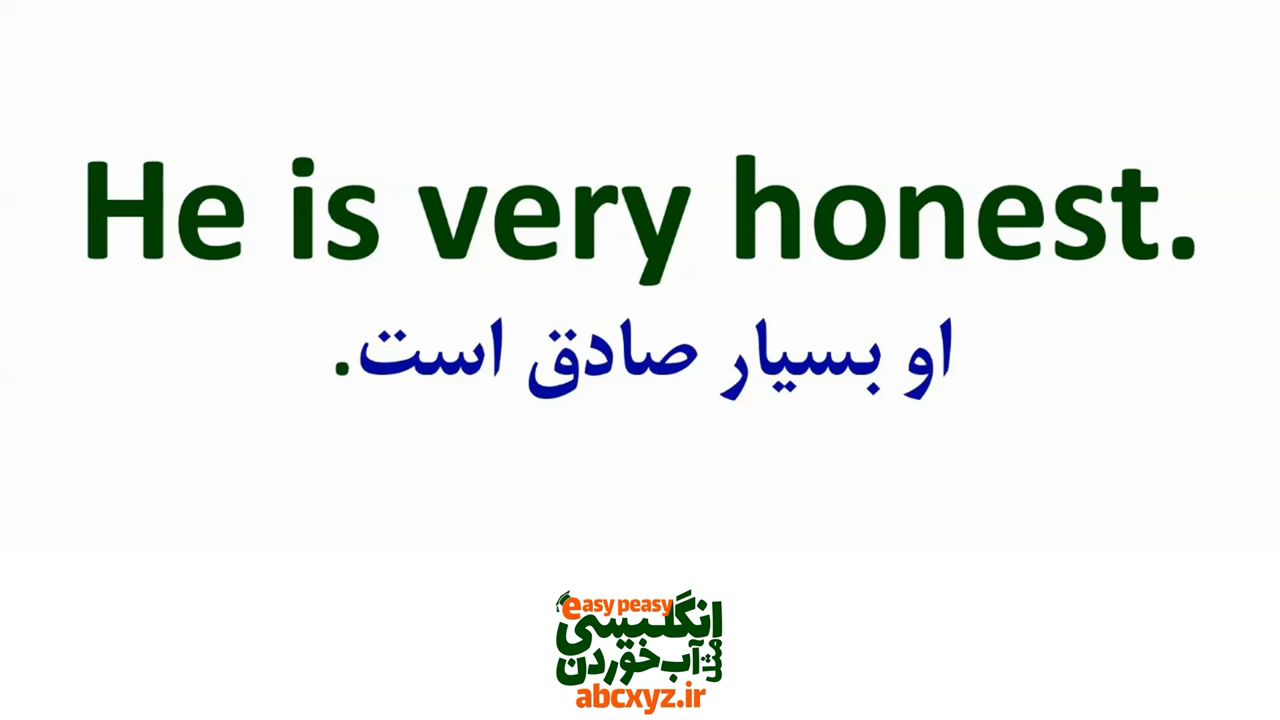 He is very honest.
او بسیار صادق است.
easy peasy
انگلیسی
مثل آب خوردن
abcxyz.ir